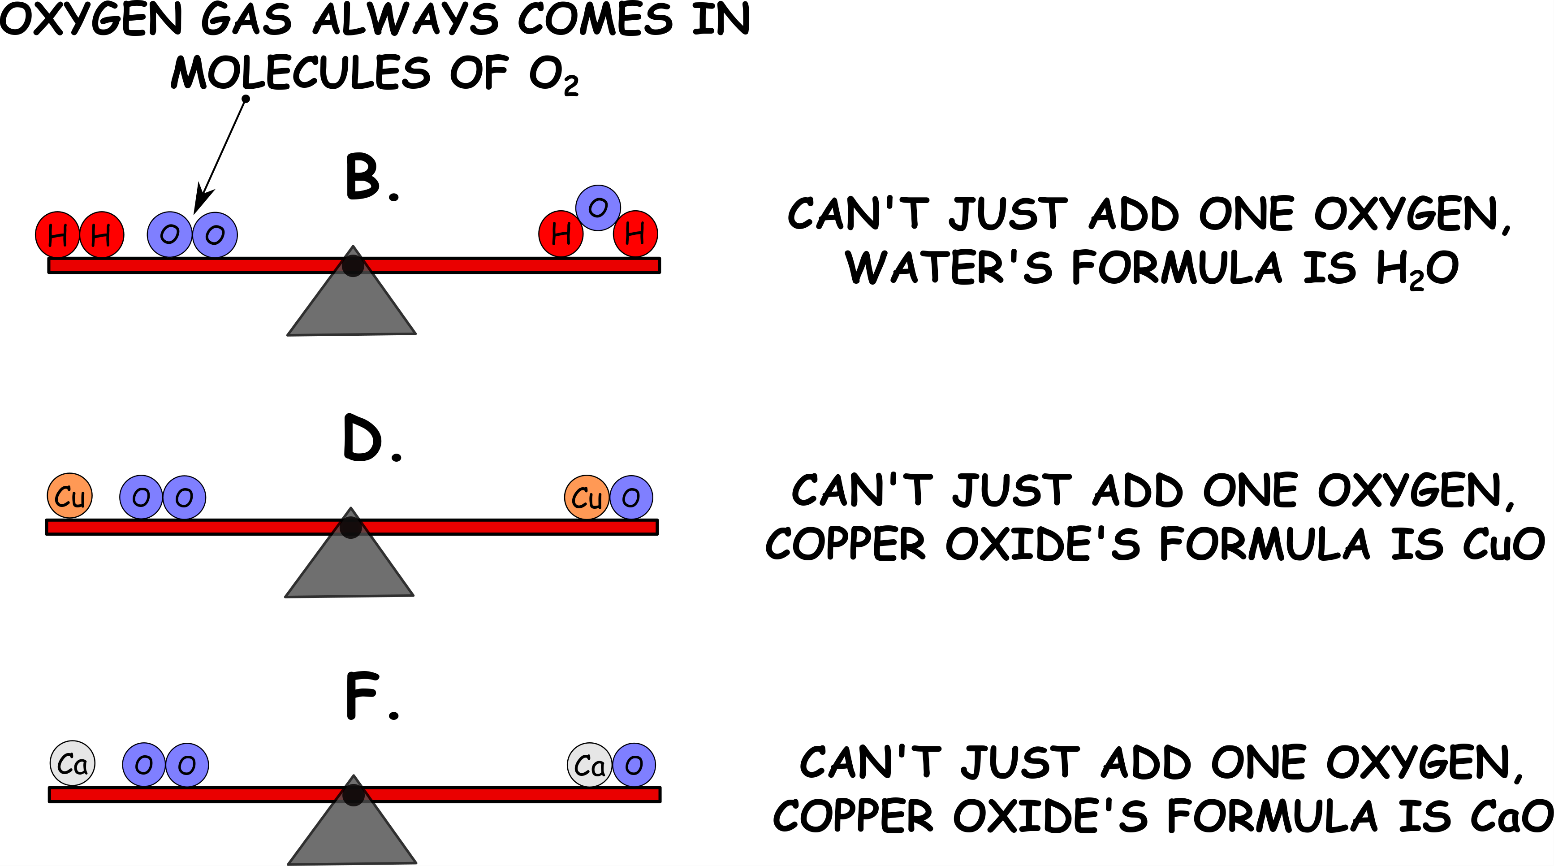 OXYGEN GAS ALWAYS COMES IN
MOLECULES OF O₂
B.
H H O O
H O H
CAN'T JUST ADD ONE OXYGEN,
WATER'S FORMULA IS H₂O
D.
Cu O O
Cu O
CAN'T JUST ADD ONE OXYGEN,
COPPER OXIDE'S FORMULA IS CuO
F.
Ca O O
Ca O
CAN'T JUST ADD ONE OXYGEN,
COPPER OXIDE'S FORMULA IS CaO